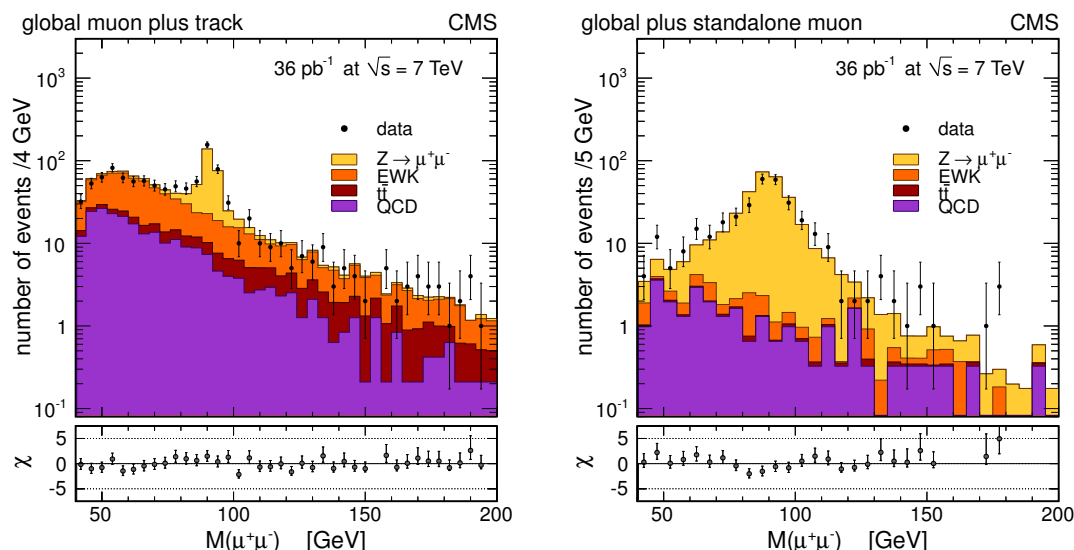 global muon plus track CMS
36 pb⁻¹ at √s = 7 TeV
data
Z → μ⁺μ⁻
EWK
tt̄
QCD
number of events /4 GeV
10³
10²
10
1
10⁻¹
χ
5
0
-5
50 100 150 200
M(μ⁺μ⁻) [GeV]
global plus standalone muon CMS
36 pb⁻¹ at √s = 7 TeV
data
Z → μ⁺μ⁻
EWK
tt̄
QCD
number of events /5 GeV
10³
10²
10
1
10⁻¹
χ
5
0
-5
50 100 150 200
M(μ⁺μ⁻) [GeV]